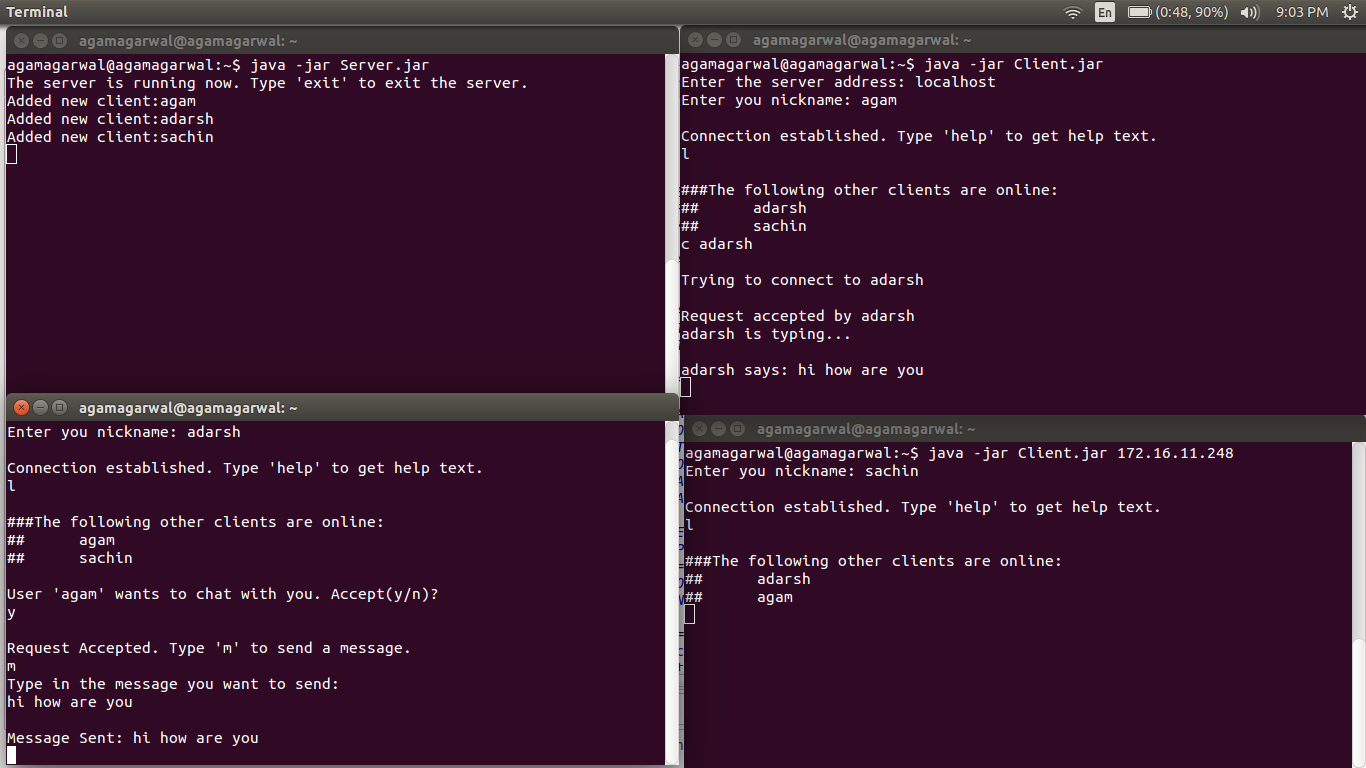 Terminal
En
(0:48, 90%)
9:03 PM
agamagarwal@agamagarwal: ~
agamagarwal@agamagarwal:~$ java -jar Server.jar
The server is running now. Type 'exit' to exit the server.
Added new client:agam
Added new client:adarsh
Added new client:sachin
agamagarwal@agamagarwal: ~
agamagarwal@agamagarwal:~$ java -jar Client.jar
Enter the server address: localhost
Enter you nickname: agam
Connection established. Type 'help' to get help text.
l
###The following other clients are online:
##      adarsh
##      sachin
c adarsh
Trying to connect to adarsh
Request accepted by adarsh
adarsh is typing...
adarsh says: hi how are you
agamagarwal@agamagarwal: ~
Enter you nickname: adarsh
Connection established. Type 'help' to get help text.
l
###The following other clients are online:
##      agam
##      sachin
User 'agam' wants to chat with you. Accept(y/n)?
y
Request Accepted. Type 'm' to send a message.
m
Type in the message you want to send:
hi how are you
Message Sent: hi how are you
agamagarwal@agamagarwal: ~
agamagarwal@agamagarwal:~$ java -jar Client.jar 172.16.11.248
Enter you nickname: sachin
Connection established. Type 'help' to get help text.
l
###The following other clients are online:
##      adarsh
##      agam